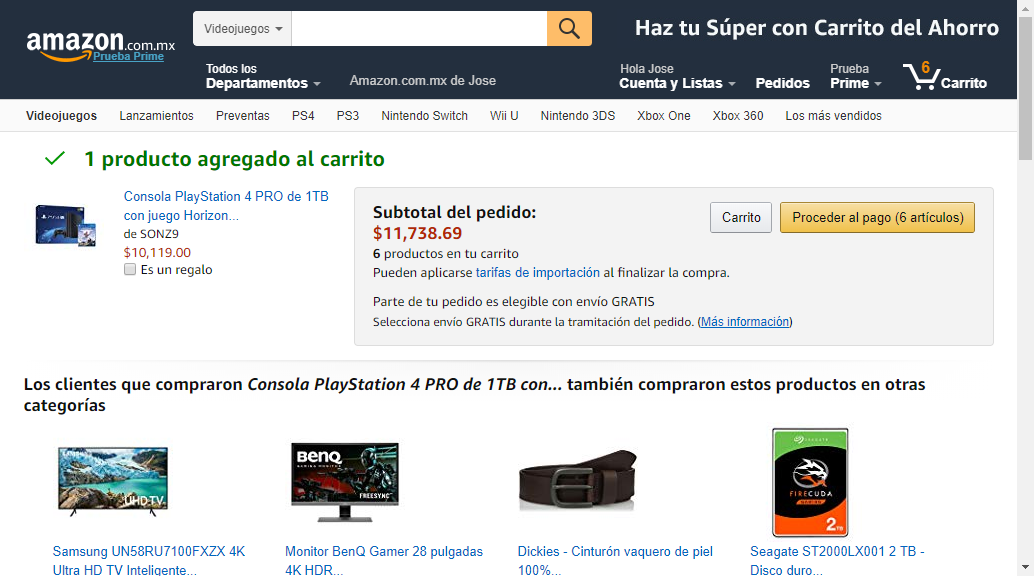 amazon.com.mx
Prueba Prime
Videojuegos
Haz tu Súper con Carrito del Ahorro
Todos los
Departamentos
Amazon.com.mx de Jose
Hola Jose
Cuenta y Listas
Pedidos
Prueba
Prime
6
Carrito
Videojuegos
Lanzamientos
Preventas
PS4
PS3
Nintendo Switch
Wii U
Nintendo 3DS
Xbox One
Xbox 360
Los más vendidos
1 producto agregado al carrito
Consola PlayStation 4 PRO de 1TB
con juego Horizon...
de SONZ9
$10,119.00
Es un regalo
Subtotal del pedido:
$11,738.69
6 productos en tu carrito
Pueden aplicarse tarifas de importación al finalizar la compra.
Parte de tu pedido es elegible con envío GRATIS
Selecciona envío GRATIS durante la tramitación del pedido. (Más información)
Carrito
Proceder al pago (6 artículos)
Los clientes que compraron Consola PlayStation 4 PRO de 1TB con... también compraron estos productos en otras
categorías
SAMSUNG
UHD TV
BenQ
GAMING MONITOR
FREESYNC
SEAGATE
FIRECUDA
GAMING
2TB
Samsung UN58RU7100FXZX 4K
Ultra HD TV Inteligente...
Monitor BenQ Gamer 28 pulgadas
4K HDR...
Dickies - Cinturón vaquero de piel
100%...
Seagate ST2000LX001 2 TB -
Disco duro...